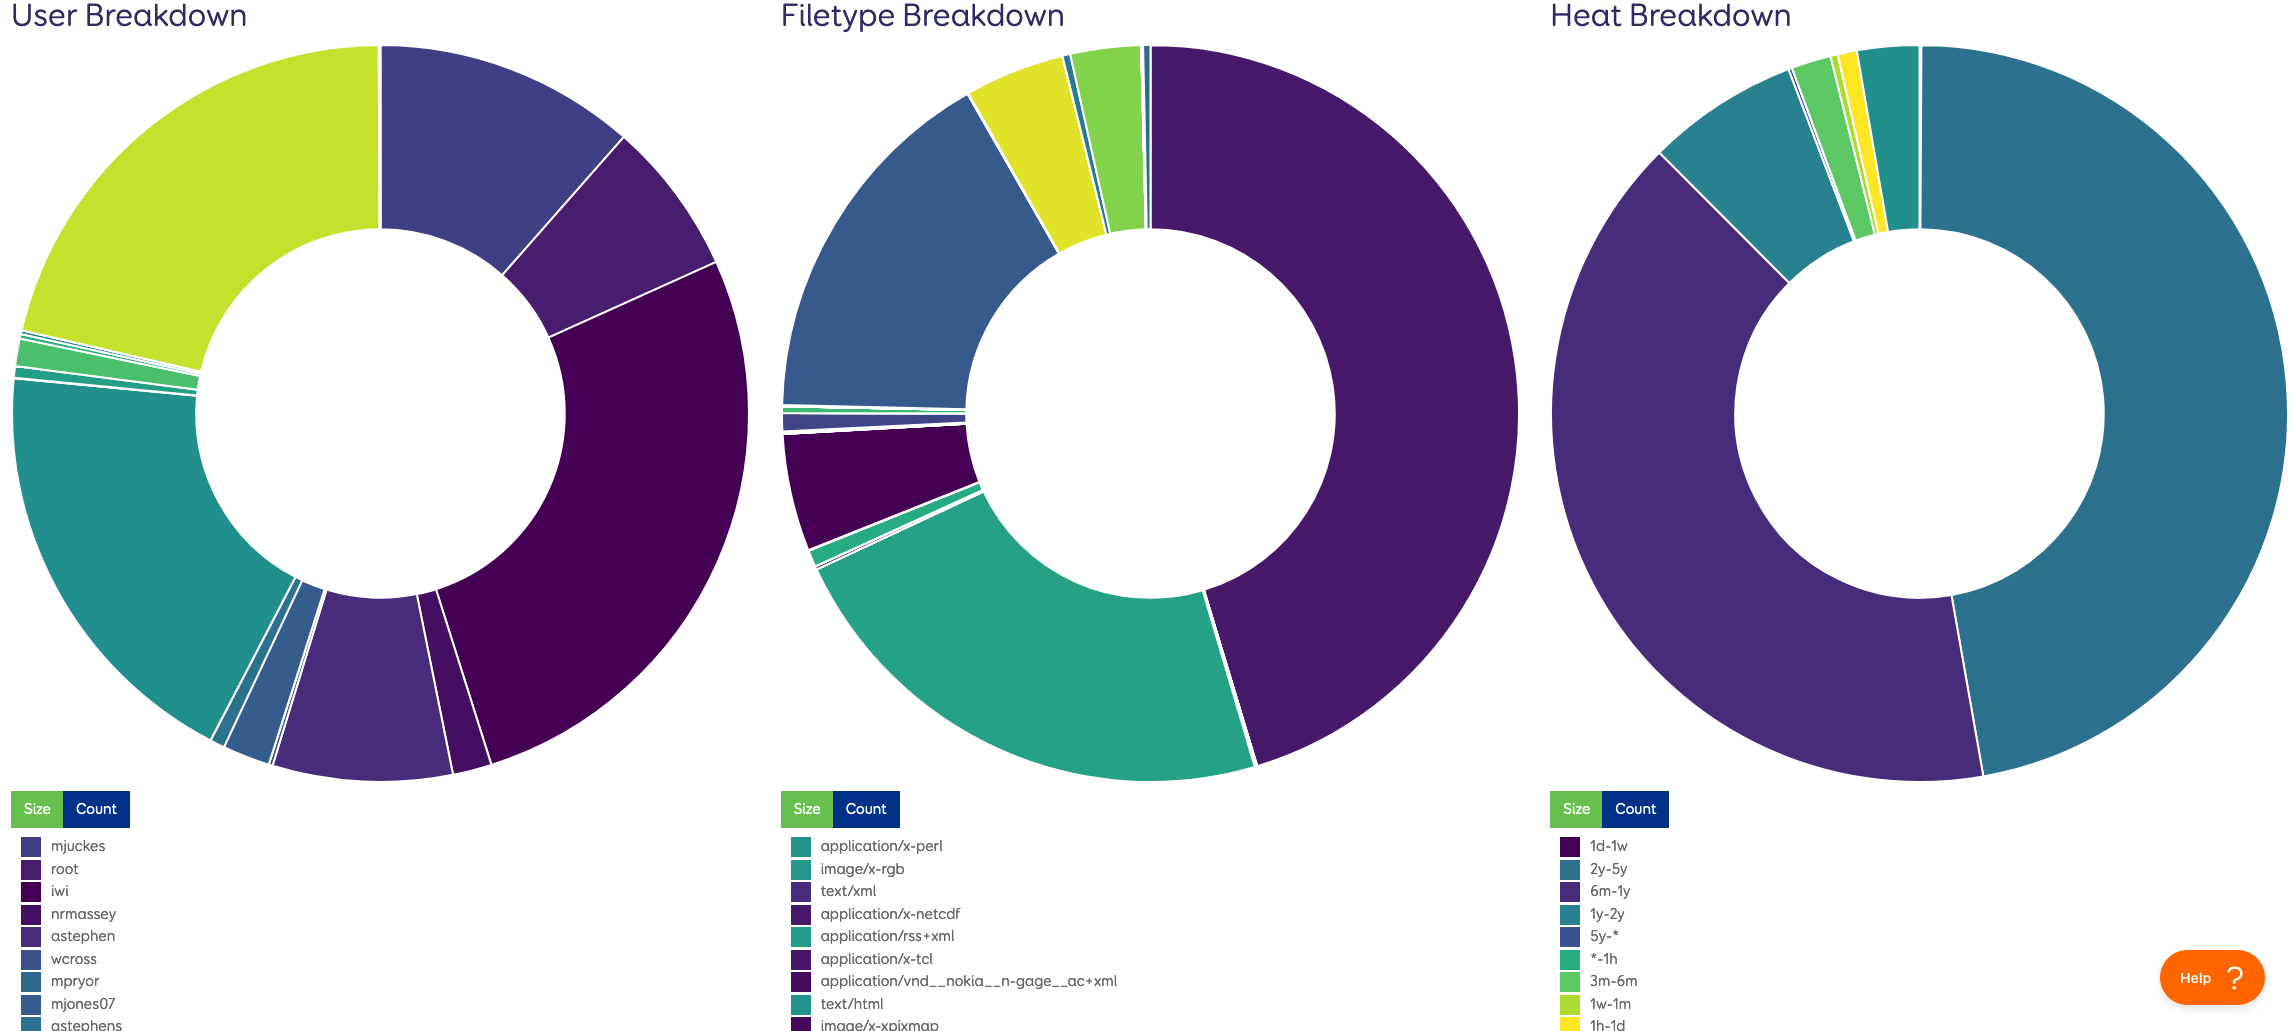 User Breakdown
Filetype Breakdown
Heat Breakdown
Size Count
mjuckes
root
iwi
nrmassey
astephen
wcross
mpryor
mjones07
astephens
Size Count
application/x-perl
image/x-rgb
text/xml
application/x-netcdf
application/rss+xml
application/x-tcl
application/vnd__nokia__n-gage__ac+xml
text/html
image/x-xpixmap
Size Count
1d-1w
2y-5y
6m-1y
1y-2y
5y-*
*-1h
3m-6m
1w-1m
1h-1d
Help ?